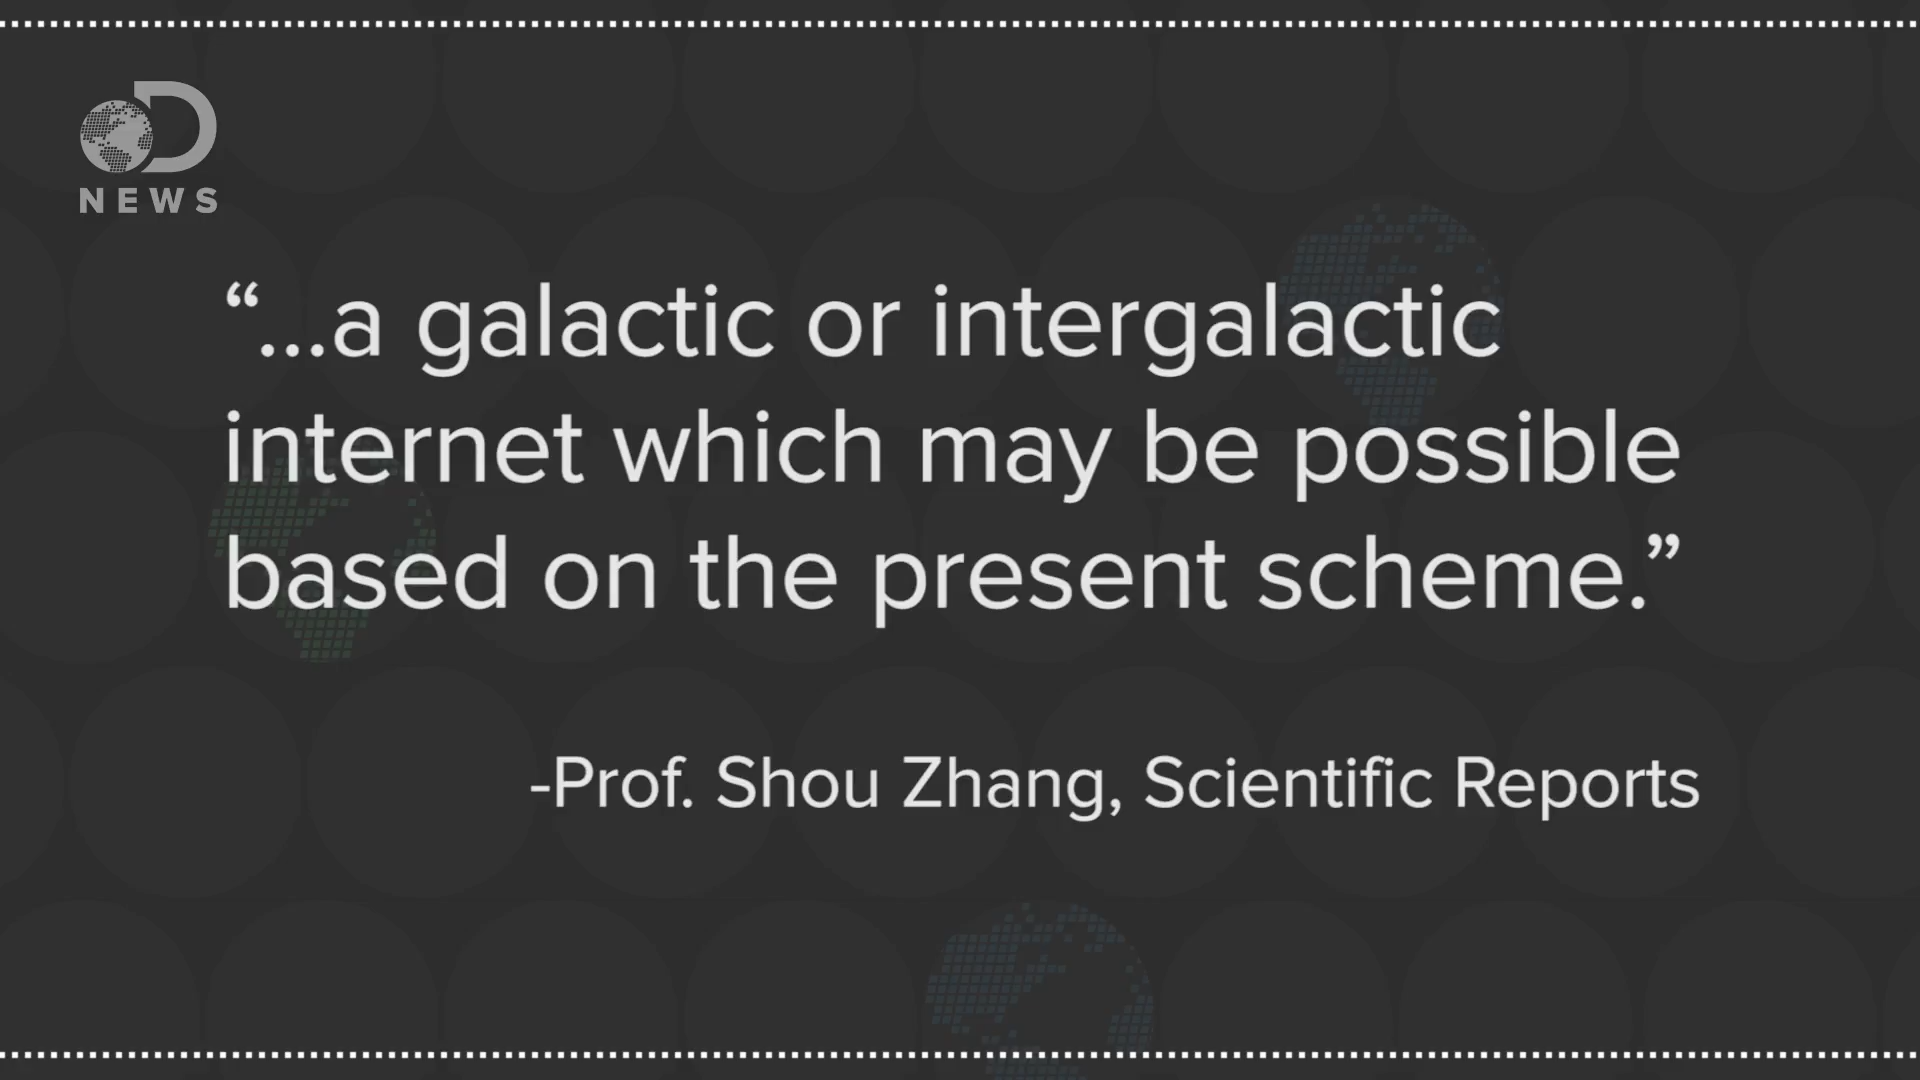 NEWS
“...a galactic or intergalactic
internet which may be possible
based on the present scheme.”
-Prof. Shou Zhang, Scientific Reports